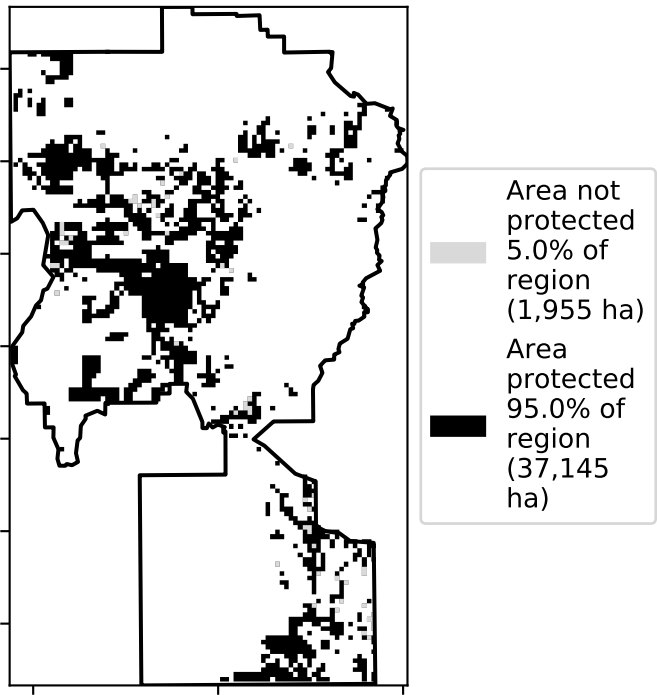 Area not
protected
5.0% of
region
(1,955 ha)
Area
protected
95.0% of
region
(37,145
ha)